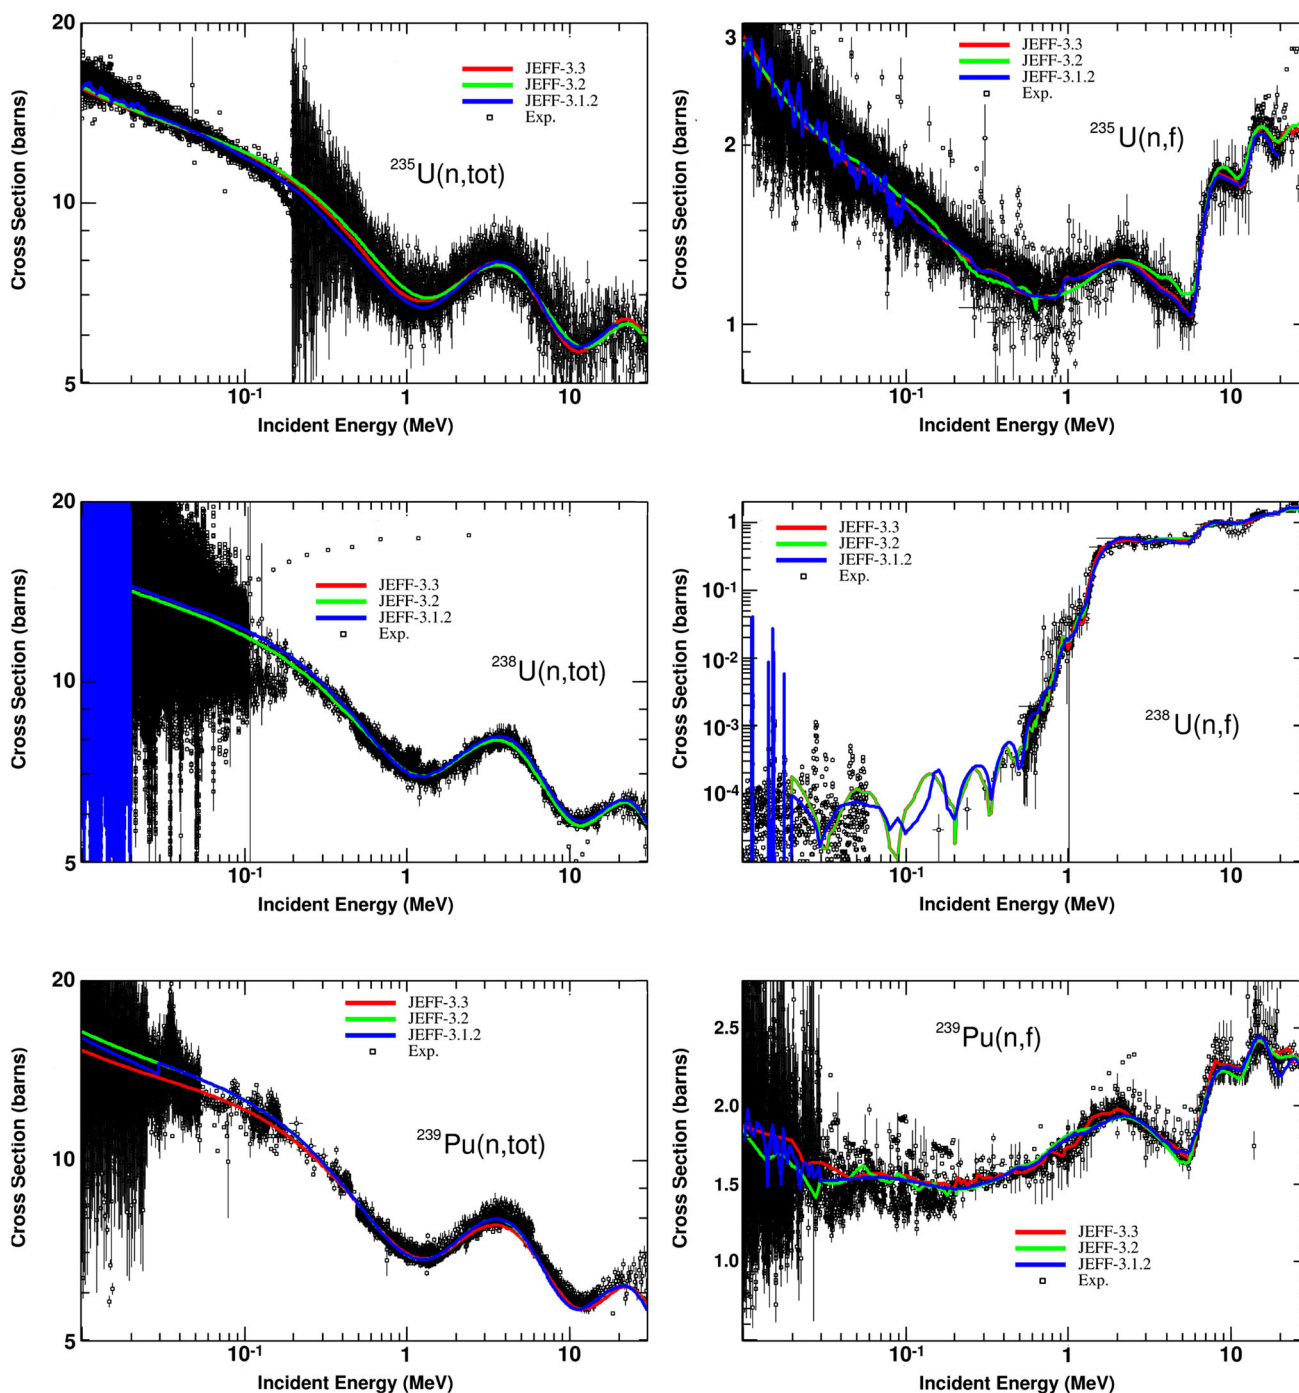 20
10
5
Cross Section (barns)
JEFF-3.3
JEFF-3.2
JEFF-3.1.2
Exp.
²³⁵U(n,tot)
10⁻¹ 1 10
Incident Energy (MeV)
3
2
1
Cross Section (barns)
JEFF-3.3
JEFF-3.2
JEFF-3.1.2
Exp.
²³⁵U(n,f)
10⁻¹ 1 10
Incident Energy (MeV)
20
10
5
Cross Section (barns)
JEFF-3.3
JEFF-3.2
JEFF-3.1.2
Exp.
²³⁸U(n,tot)
10⁻¹ 1 10
Incident Energy (MeV)
1
10⁻¹
10⁻²
10⁻³
10⁻⁴
Cross Section (barns)
JEFF-3.3
JEFF-3.2
JEFF-3.1.2
Exp.
²³⁸U(n,f)
10⁻¹ 1 10
Incident Energy (MeV)
20
10
5
Cross Section (barns)
JEFF-3.3
JEFF-3.2
JEFF-3.1.2
Exp.
²³⁹Pu(n,tot)
10⁻¹ 1 10
Incident Energy (MeV)
2.5
2.0
1.5
1.0
Cross Section (barns)
²³⁹Pu(n,f)
JEFF-3.3
JEFF-3.2
JEFF-3.1.2
Exp.
10⁻¹ 1 10
Incident Energy (MeV)